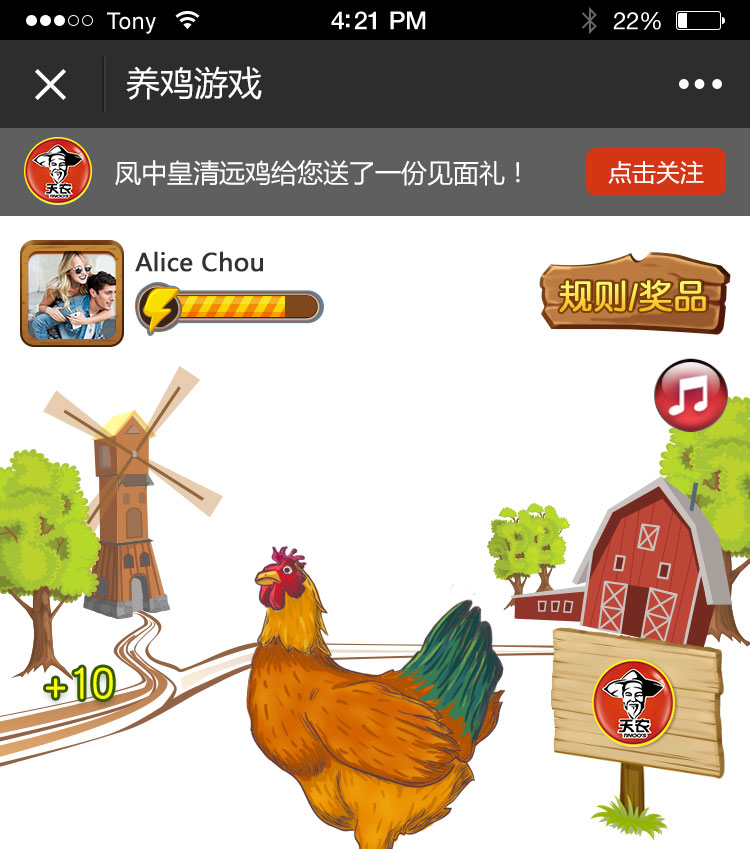 Tony
4:21 PM
22%
养鸡游戏
凤中皇清远鸡给您送了一份见面礼！
点击关注
天农
TINOO'S
Alice Chou
规则/奖品
+10
天农
TINOO'S